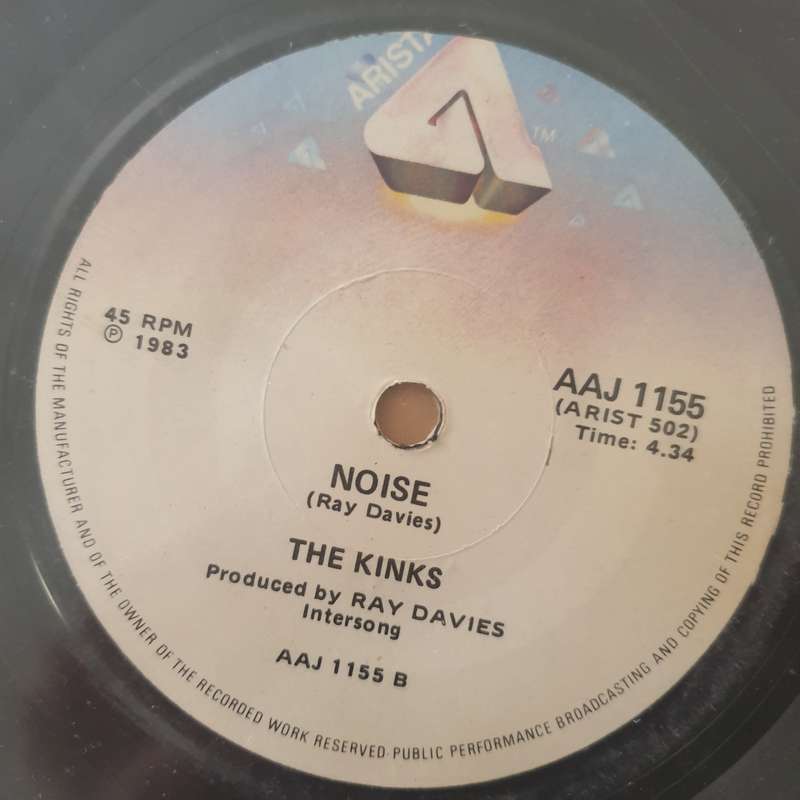 ARISTA
TM
45 RPM
Ⓟ 1983
AAJ 1155
(ARIST 502)
Time: 4.34
NOISE
(Ray Davies)
THE KINKS
Produced by RAY DAVIES
Intersong
AAJ 1155 B
ALL RIGHTS OF THE MANUFACTURER AND OF THE OWNER OF THE RECORDED WORK RESERVED·PUBLIC PERFORMANCE BROADCASTING AND COPYING OF THIS RECORD PROHIBITED